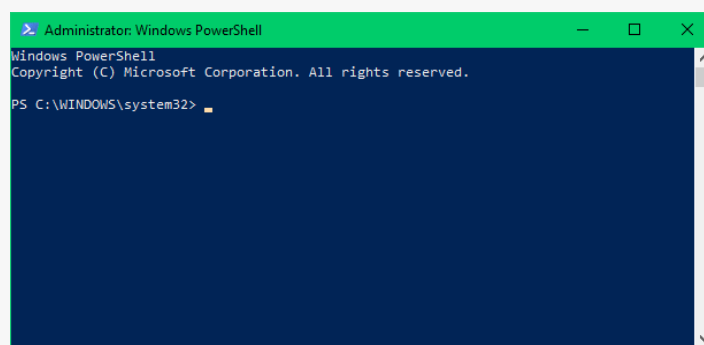 Administrator: Windows PowerShell
Windows PowerShell
Copyright (C) Microsoft Corporation. All rights reserved.
PS C:\WINDOWS\system32>